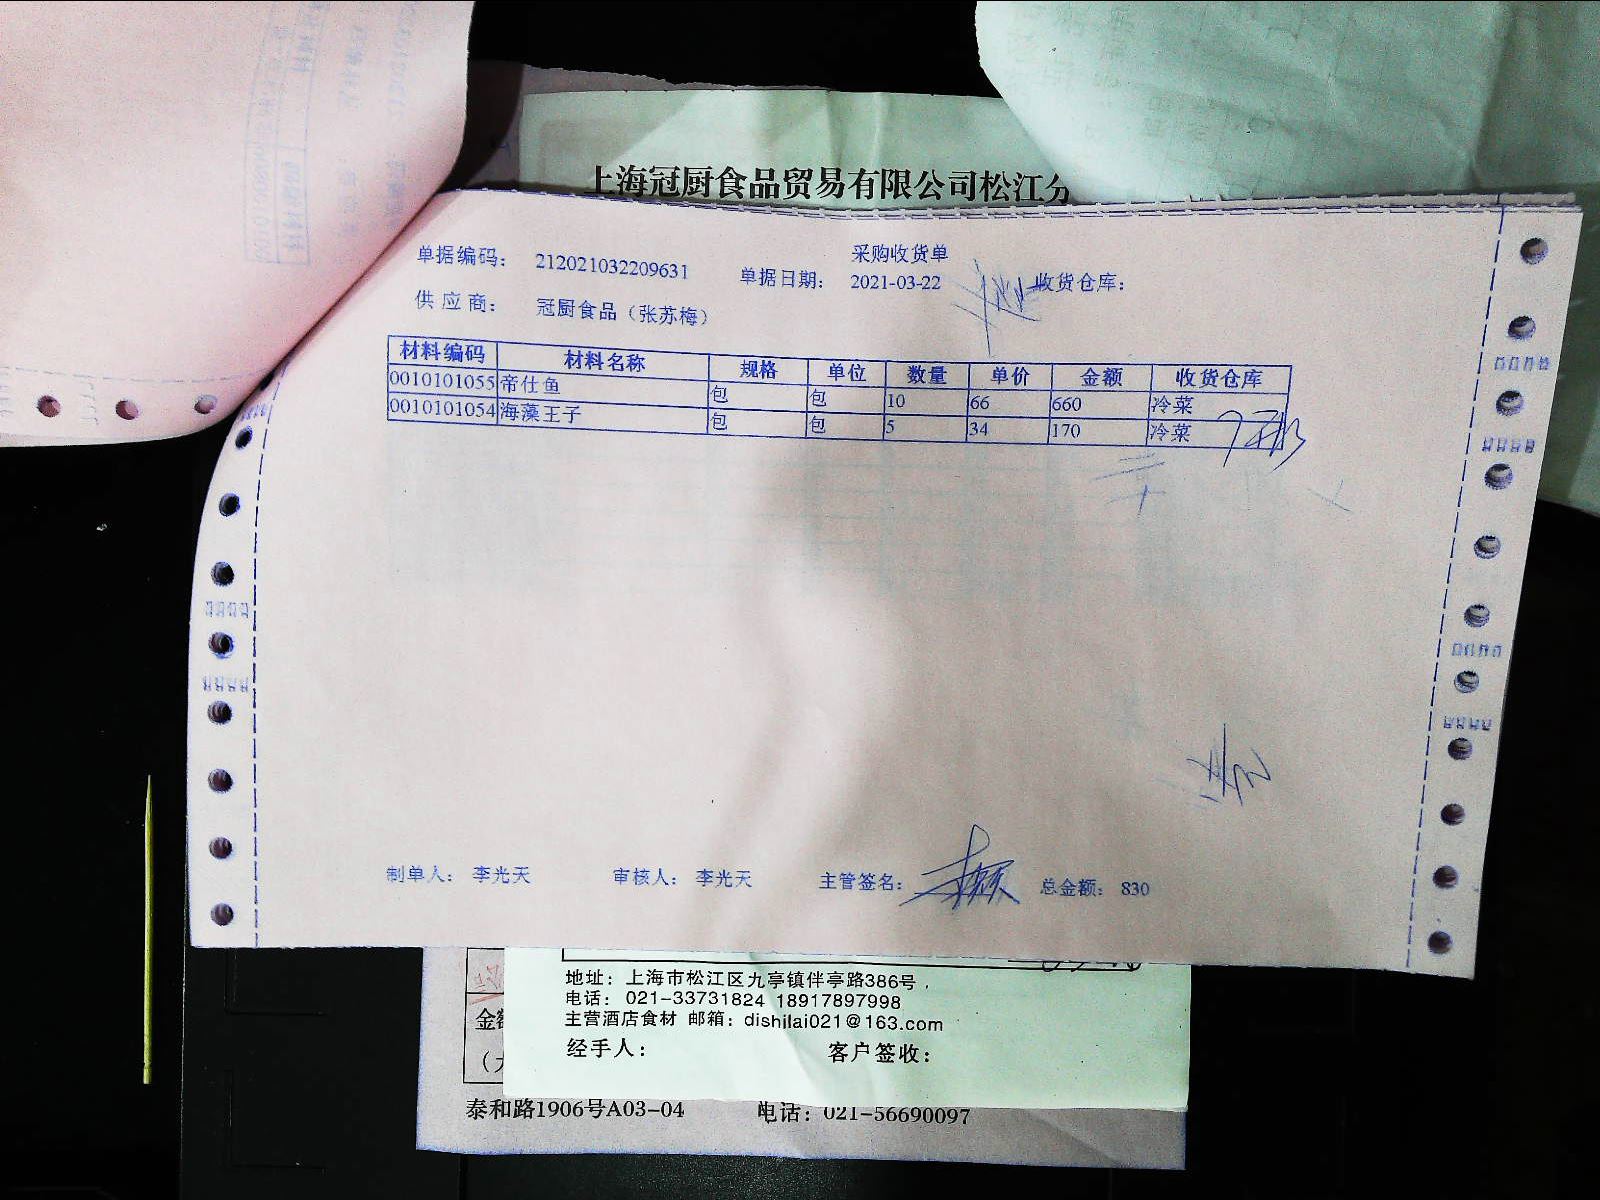 上海冠厨食品贸易有限公司松江分
采购收货单
单据编码： 212021032209631 单据日期： 2021-03-22 收货仓库：
供应商： 冠厨食品（张苏梅）
材料编码 材料名称 规格 单位 数量 单价 金额 收货仓库
0010101055 帝仕鱼 包 包 10 66 660 冷菜
0010101054 海藻王子 包 包 5 34 170 冷菜
制单人： 李光天 审核人： 李光天 主管签名： 总金额： 830
地址：上海市松江区九亭镇伴亭路386号，
电话： 021-33731824 18917897998
主营酒店食材 邮箱：dishilai021@163.com
经手人： 客户签收：
金额
泰和路1906号A03-04 电话：021-56690097